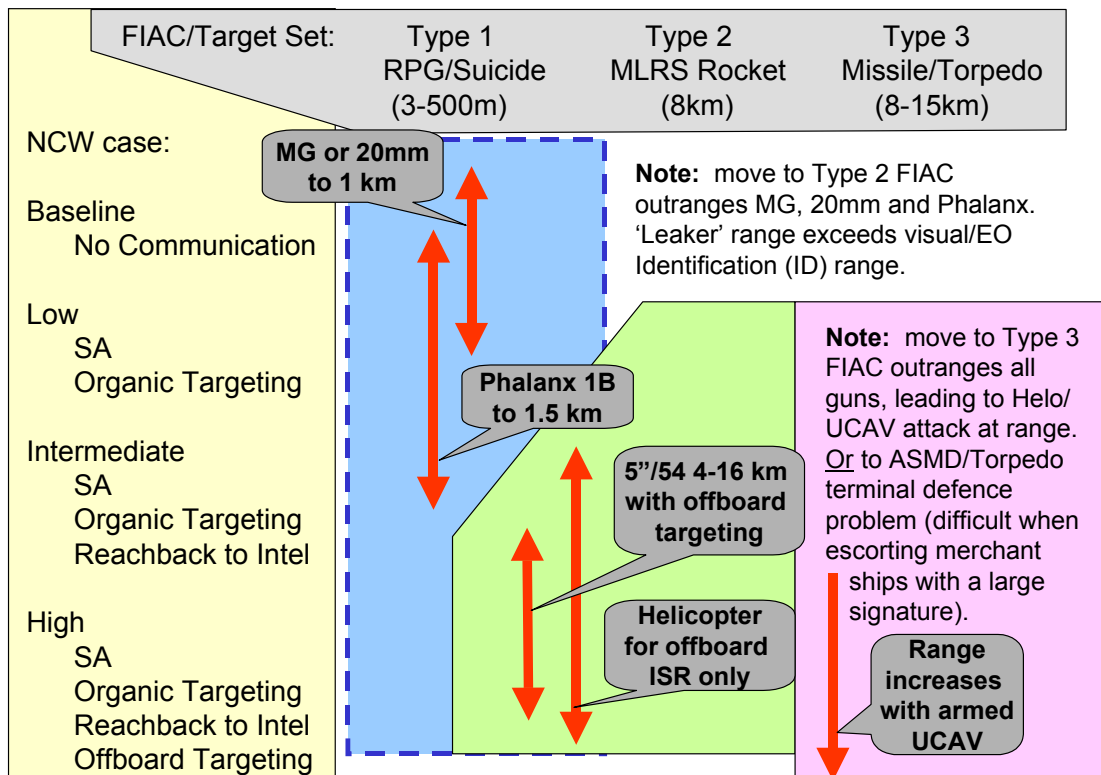 FIAC/Target Set:
Type 1
RPG/Suicide
(3-500m)
Type 2
MLRS Rocket
(8km)
Type 3
Missile/Torpedo
(8-15km)
NCW case:
Baseline
No Communication
Low
SA
Organic Targeting
Intermediate
SA
Organic Targeting
Reachback to Intel
High
SA
Organic Targeting
Reachback to Intel
Offboard Targeting
MG or 20mm
to 1 km
Phalanx 1B
to 1.5 km
Note: move to Type 2 FIAC
outranges MG, 20mm and Phalanx.
‘Leaker’ range exceeds visual/EO
Identification (ID) range.
5”/54 4-16 km
with offboard
targeting
Helicopter
for offboard
ISR only
Note: move to Type 3
FIAC outranges all
guns, leading to Helo/
UCAV attack at range.
Or to ASMD/Torpedo
terminal defence
problem (difficult when
escorting merchant
ships with a large
signature).
Range
increases
with armed
UCAV